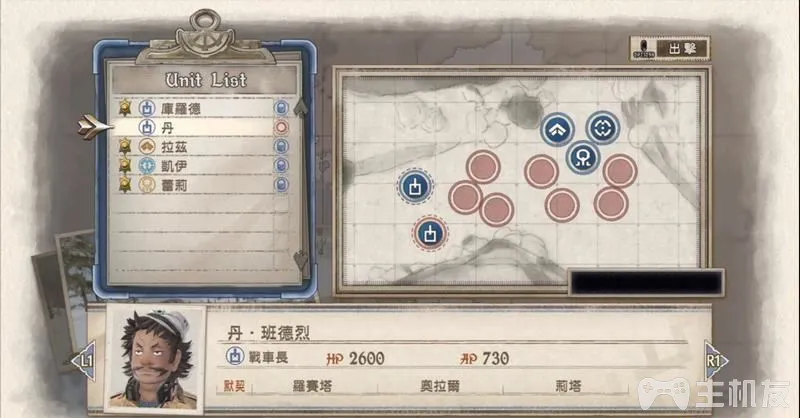 出擊
Unit List
庫羅德
丹
拉茲
凱伊
蕾莉
丹·班德烈
L1
戰車長 HP 2600 AP 730
R1
默契 羅賽塔 奧拉爾 莉塔
主机友